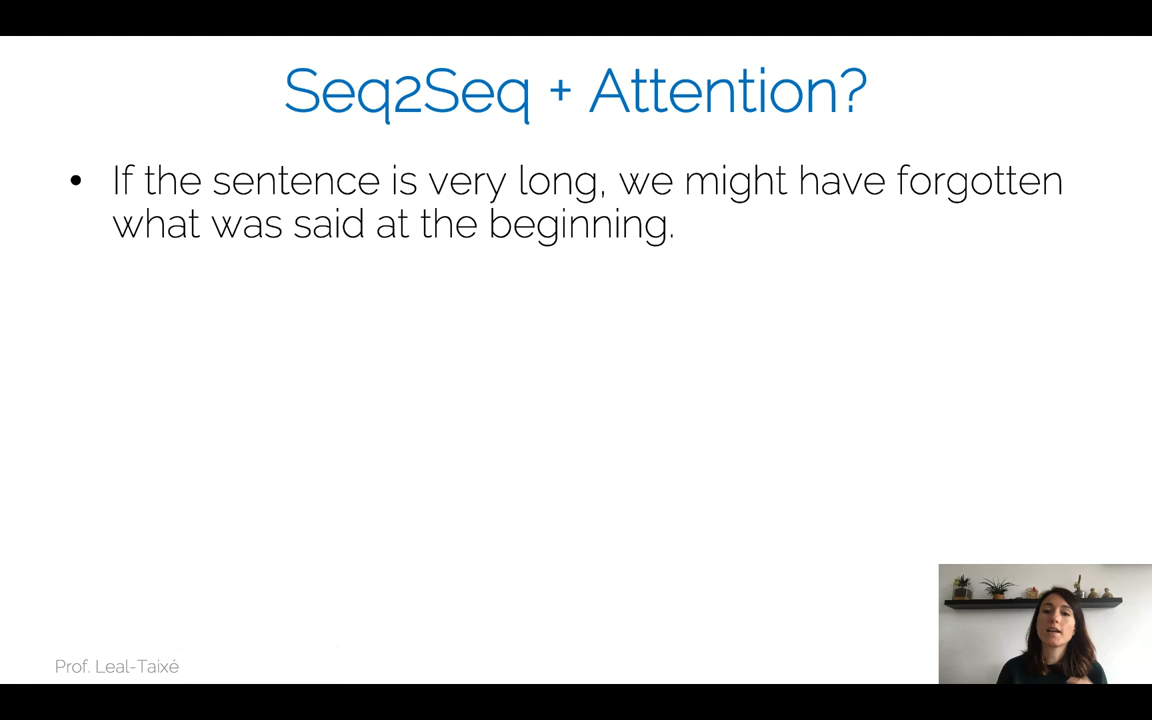 Seq2Seq + Attention?
• If the sentence is very long, we might have forgotten
what was said at the beginning.
Prof. Leal-Taixé